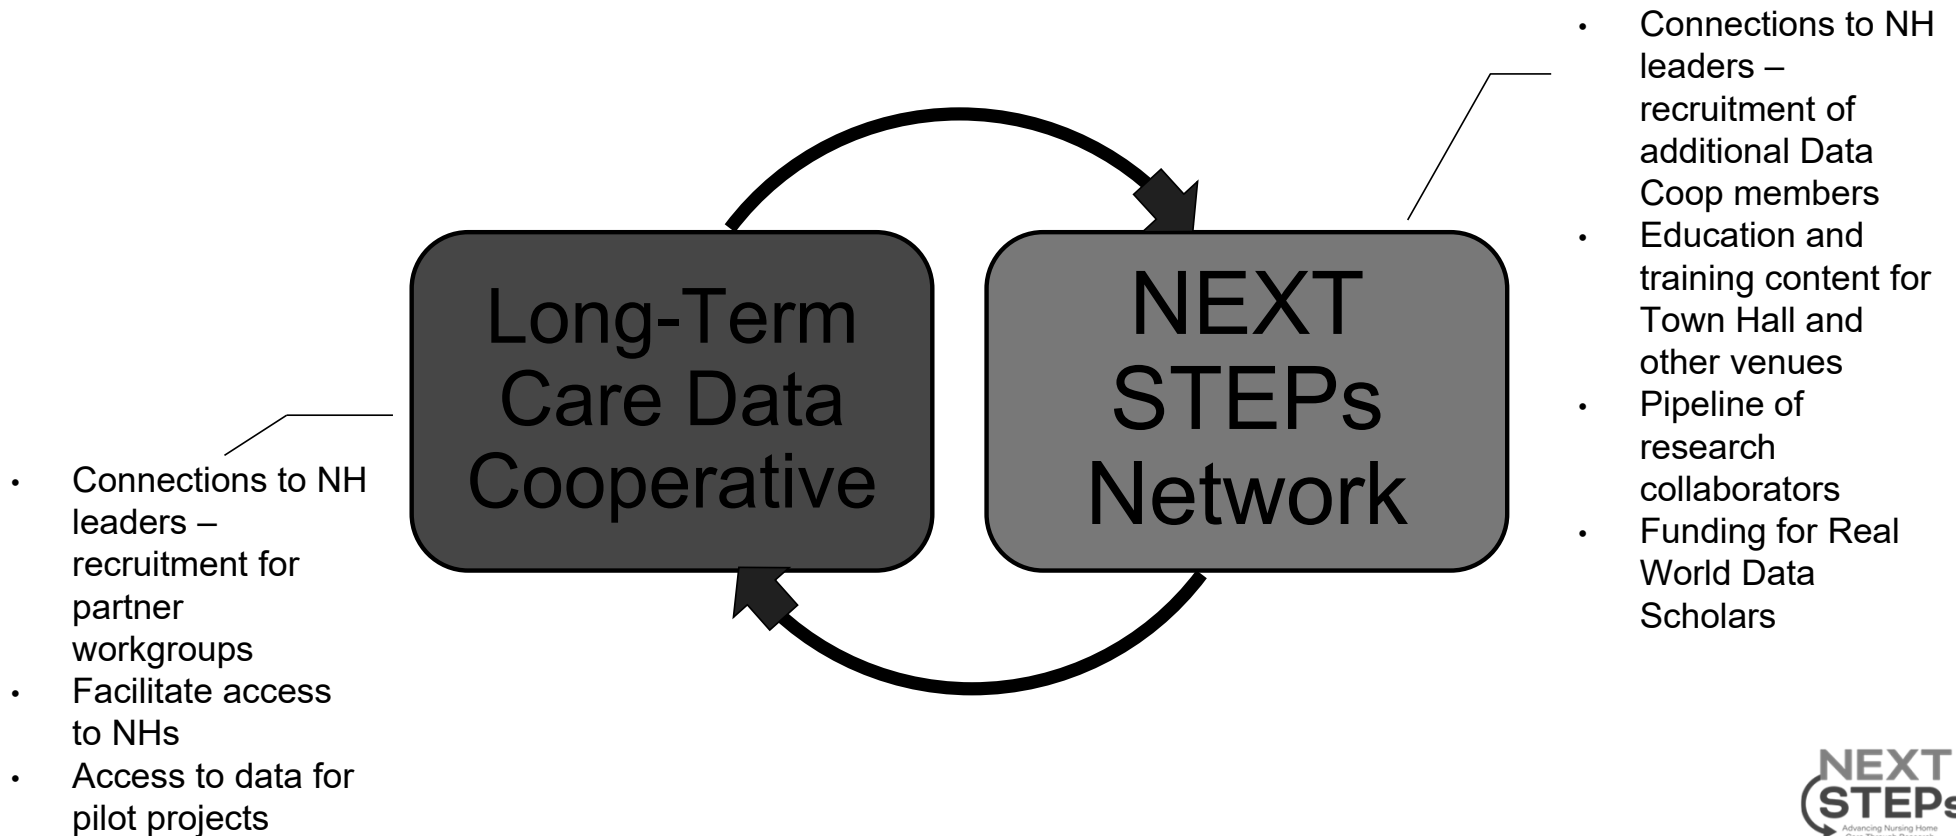 Long-Term
Care Data
Cooperative
NEXT
STEPs
Network
• Connections to NH
leaders –
recruitment for
partner
workgroups
• Facilitate access
to NHs
• Access to data for
pilot projects
• Connections to NH
leaders –
recruitment of
additional Data
Coop members
• Education and
training content for
Town Hall and
other venues
• Pipeline of
research
collaborators
• Funding for Real
World Data
Scholars
NEXT
STEPs
Advancing Nursing Home
Care Through Research